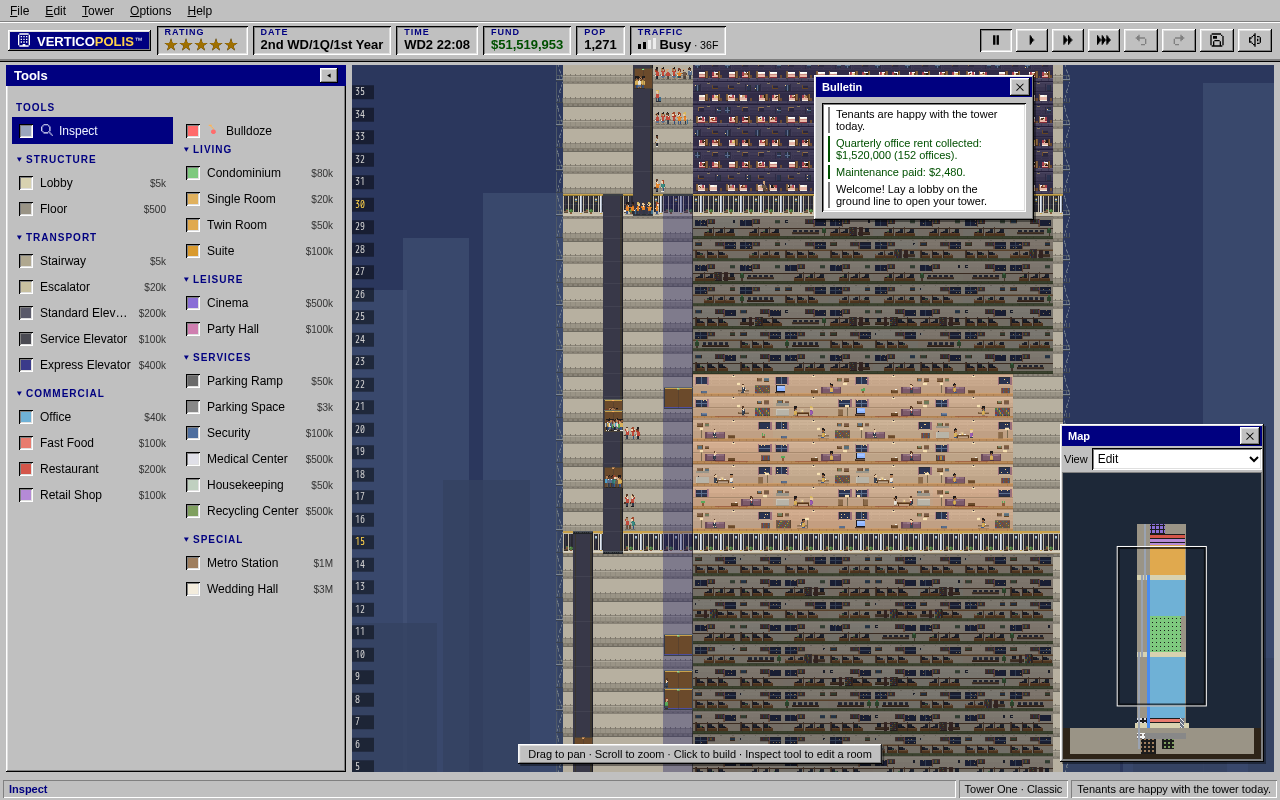 File Edit Tower Options Help
VERTICOPOLIS™
RATING
DATE
2nd WD/1Q/1st Year
TIME
WD2 22:08
FUND
$51,519,953
POP
1,271
TRAFFIC
Busy · 36F
Tools
TOOLS
Inspect
Bulldoze
STRUCTURE
Lobby $5k
Floor $500
TRANSPORT
Stairway $5k
Escalator $20k
Standard Elev… $200k
Service Elevator $100k
Express Elevator $400k
COMMERCIAL
Office $40k
Fast Food $100k
Restaurant $200k
Retail Shop $100k
LIVING
Condominium $80k
Single Room $20k
Twin Room $50k
Suite $100k
LEISURE
Cinema $500k
Party Hall $100k
SERVICES
Parking Ramp $50k
Parking Space $3k
Security $100k
Medical Center $500k
Housekeeping $50k
Recycling Center $500k
SPECIAL
Metro Station $1M
Wedding Hall $3M
35
34
33
32
31
30
29
28
27
26
25
24
23
22
21
20
19
18
17
16
15
14
13
12
11
10
9
8
7
6
5
Bulletin
Tenants are happy with the tower
today.
Quarterly office rent collected:
$1,520,000 (152 offices).
Maintenance paid: $2,480.
Welcome! Lay a lobby on the
ground line to open your tower.
Map
View Edit
Drag to pan · Scroll to zoom · Click to build · Inspect tool to edit a room
Inspect
Tower One · Classic
Tenants are happy with the tower today.